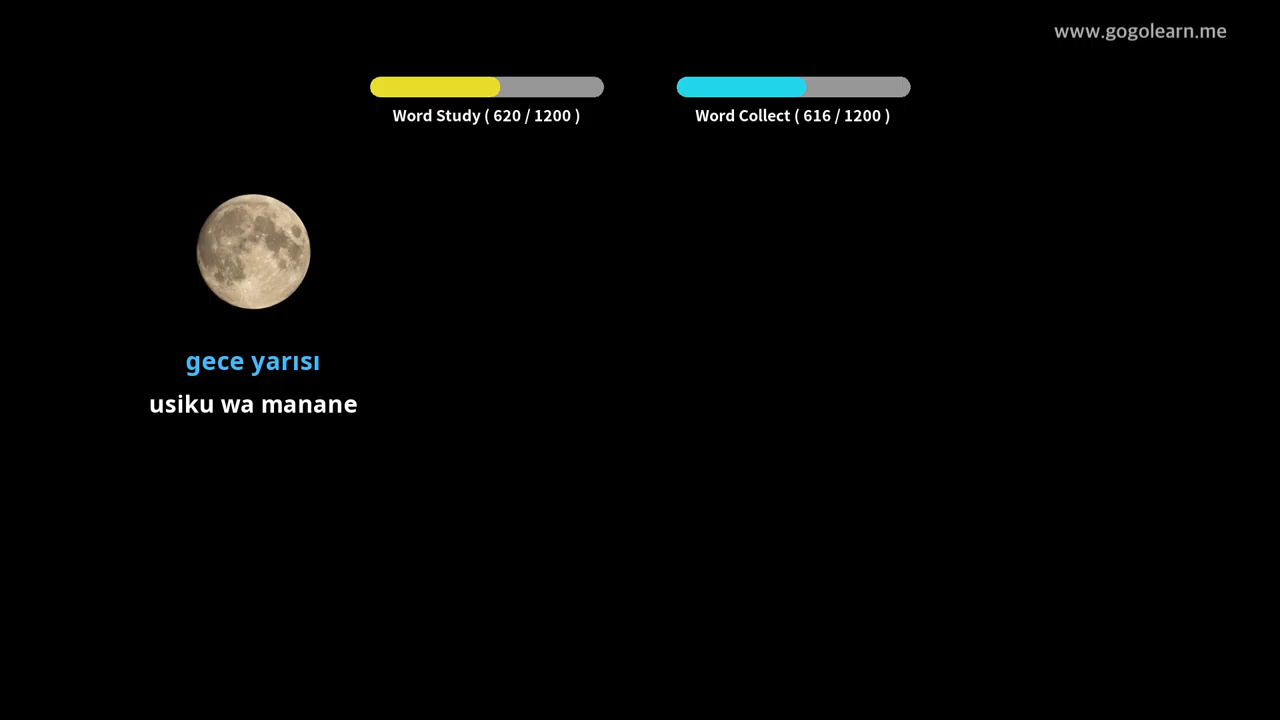 www.gogolearn.me
Word Study ( 620 / 1200 )
Word Collect ( 616 / 1200 )
gece yarısı
usiku wa manane